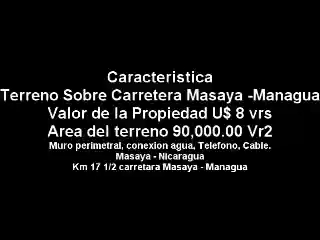 Caracteristica
Terreno Sobre Carretera Masaya -Managua
Valor de la Propiedad U$ 8 vrs
Area del terreno 90,000.00 Vr2
Muro perimetral, conexion agua, Telefono, Cable.
Masaya - Nicaragua
Km 17 1/2 carretara Masaya - Managua